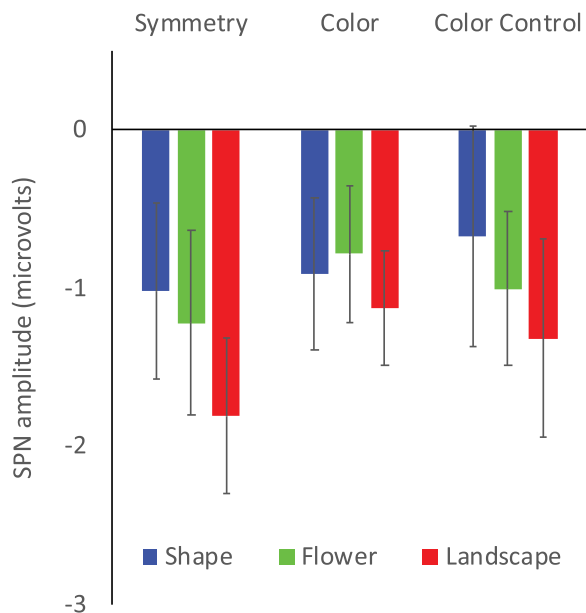 Symmetry Color Color Control
SPN amplitude (microvolts)
0
-1
-2
-3
Shape Flower Landscape